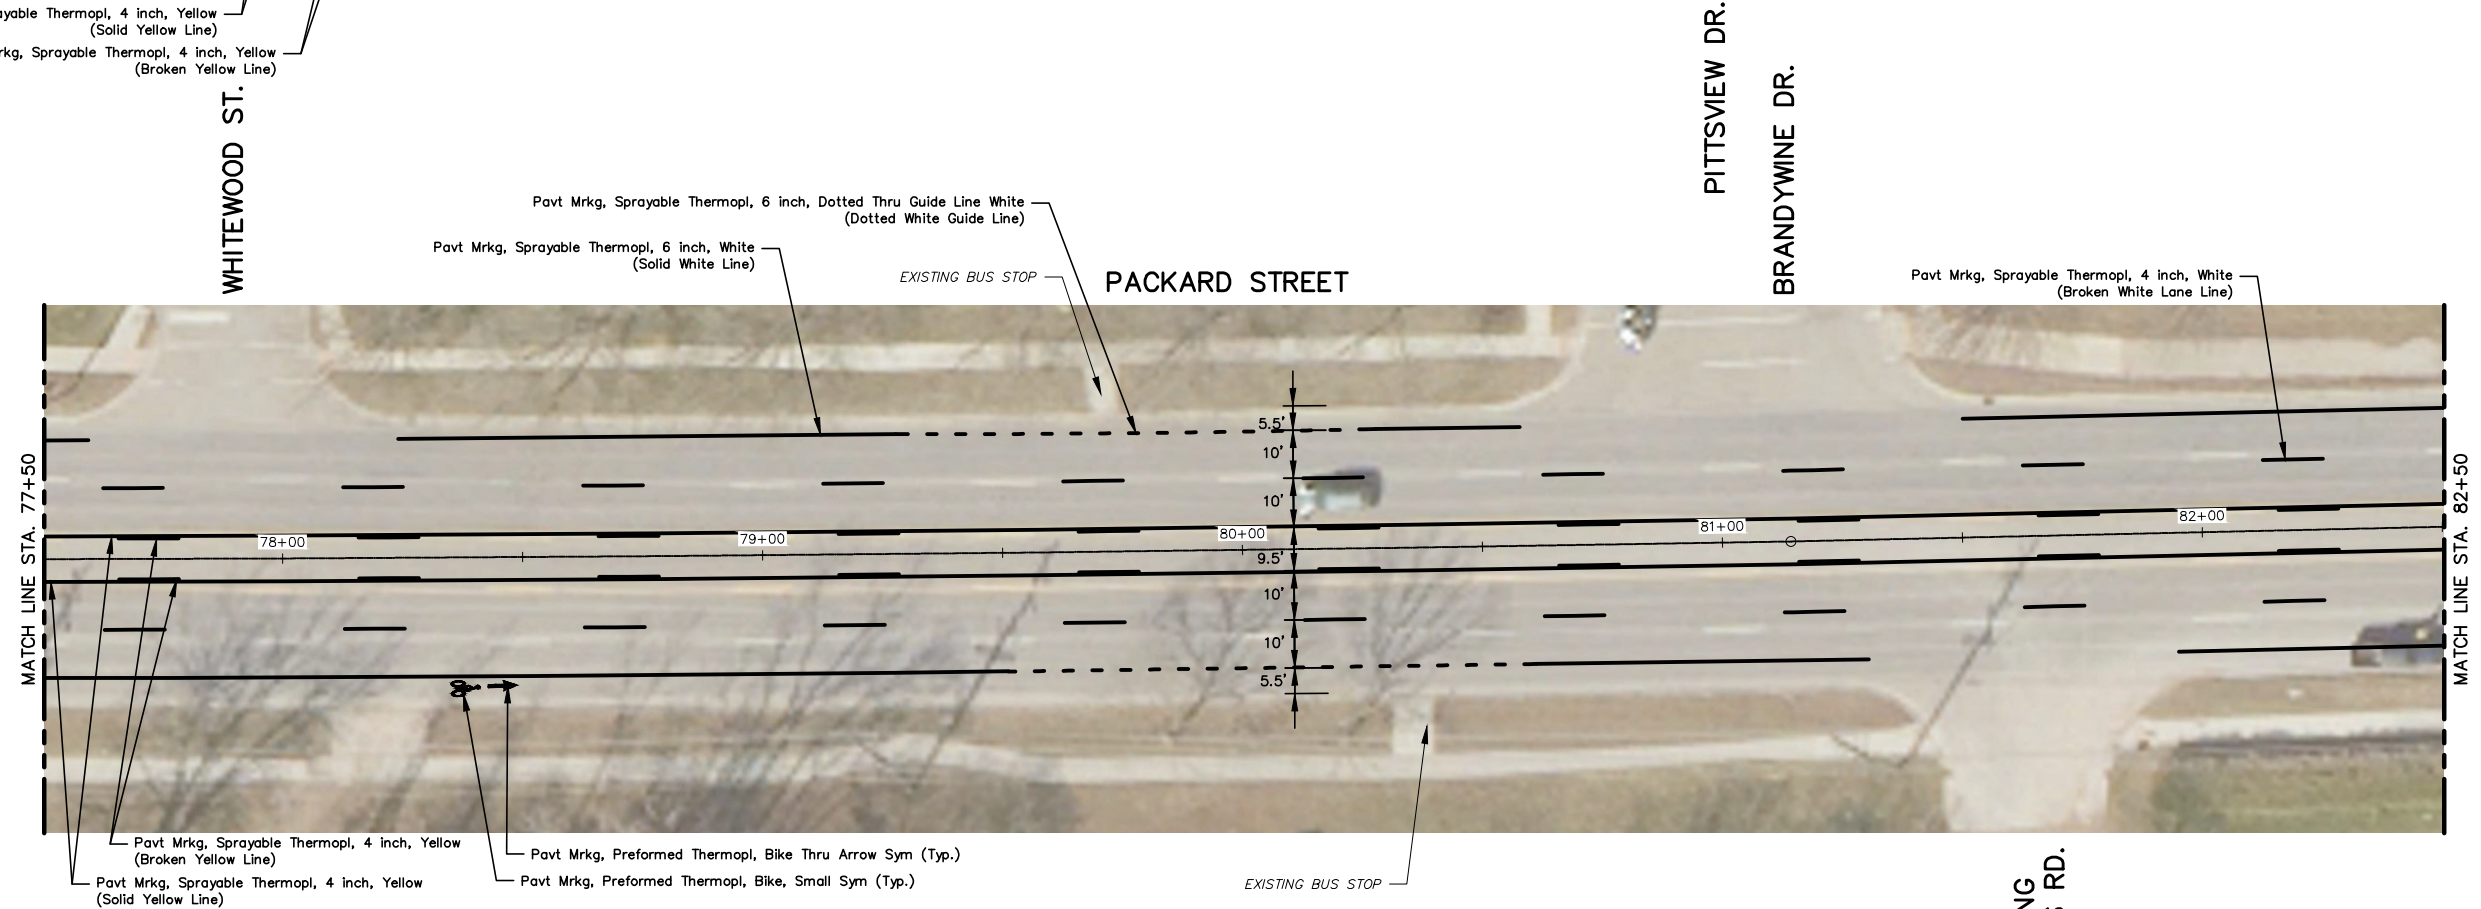 Thermopl, 4 inch, Yellow
(Solid Yellow Line)
Sprayable Thermopl, 4 inch, Yellow
(Broken Yellow Line)
WHITEWOOD ST.
PITTSVIEW DR.
BRANDYWINE DR.
Pavt Mrkg, Sprayable Thermopl, 6 inch, Dotted Thru Guide Line White
(Dotted White Guide Line)
Pavt Mrkg, Sprayable Thermopl, 6 inch, White
(Solid White Line)
EXISTING BUS STOP
PACKARD STREET
Pavt Mrkg, Sprayable Thermopl, 4 inch, White
(Broken White Lane Line)
MATCH LINE STA. 77+50
5.5'
10'
10'
78+00
79+00
80+00
81+00
82+00
9.5'
10'
10'
5.5'
MATCH LINE STA. 82+50
Pavt Mrkg, Sprayable Thermopl, 4 inch, Yellow
(Broken Yellow Line)
Pavt Mrkg, Sprayable Thermopl, 4 inch, Yellow
(Solid Yellow Line)
Pavt Mrkg, Preformed Thermopl, Bike Thru Arrow Sym (Typ.)
Pavt Mrkg, Preformed Thermopl, Bike, Small Sym (Typ.)
EXISTING BUS STOP
RD.